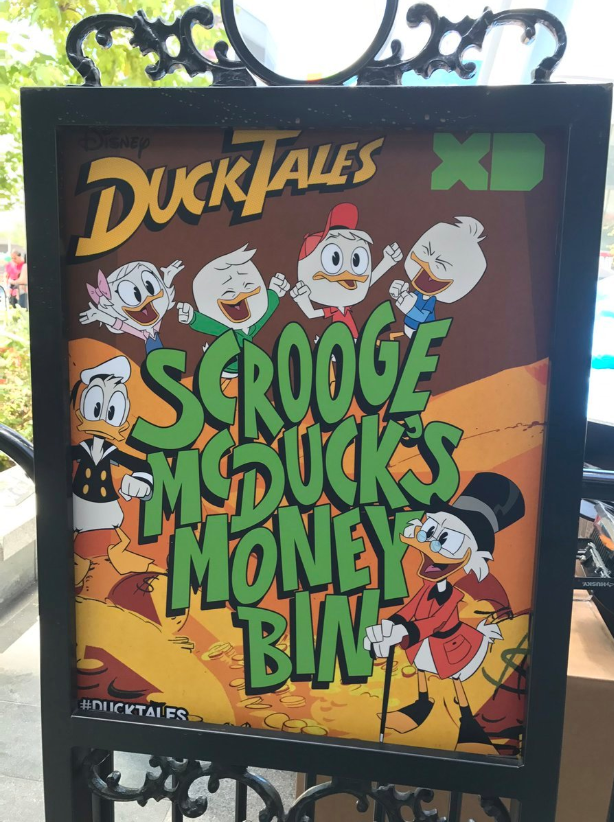 DISNEY
DUCKTALES
XD
SCROOGE
MCDUCK'S
MONEY
BIN
$
#DUCKTALES